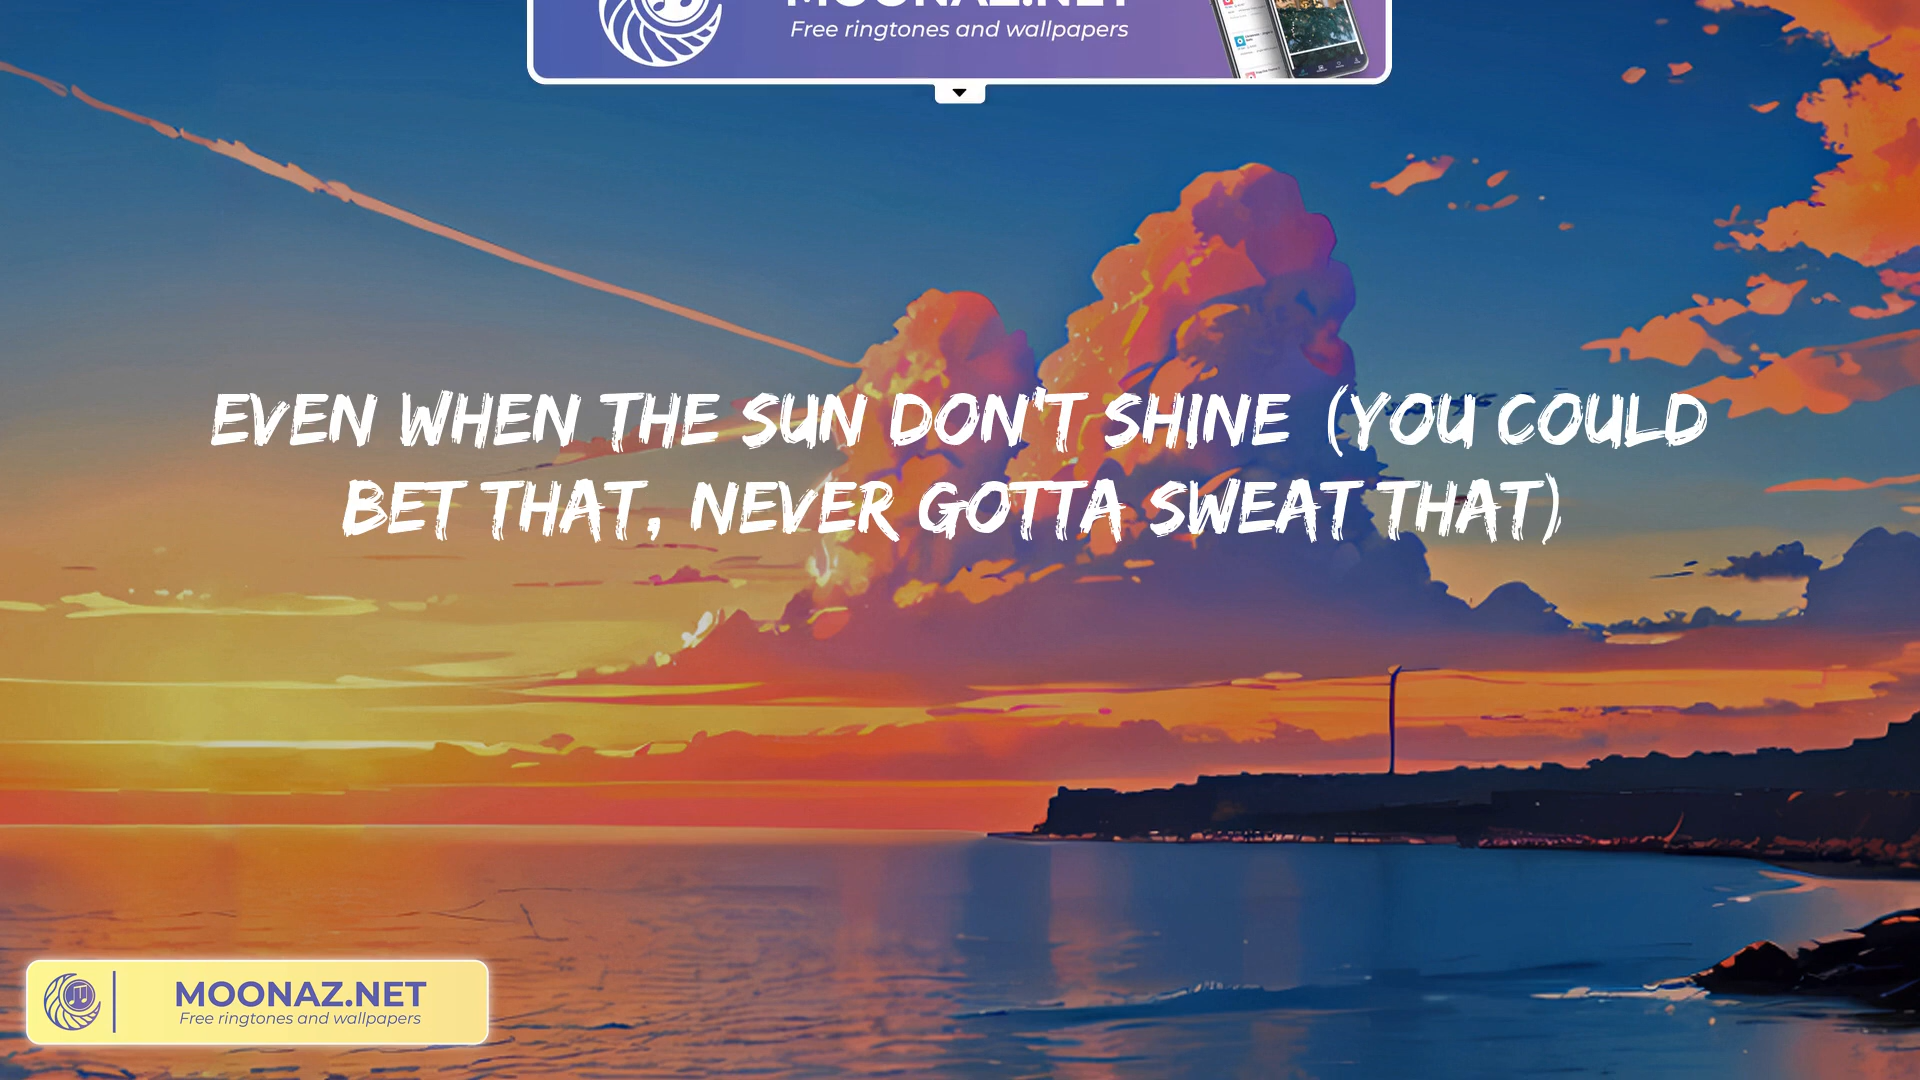 MOONAZ.NET
Free ringtones and wallpapers
EVEN WHEN THE SUN DON'T SHINE (YOU COULD
BET THAT, NEVER GOTTA SWEAT THAT)
MOONAZ.NET
Free ringtones and wallpapers